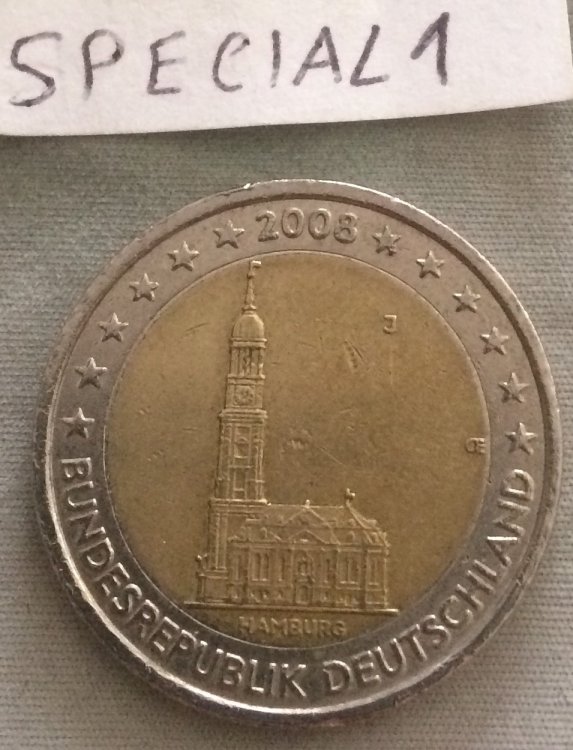 SPECIAL1
2008
J
Œ
HAMBURG
BUNDESREPUBLIK DEUTSCHLAND